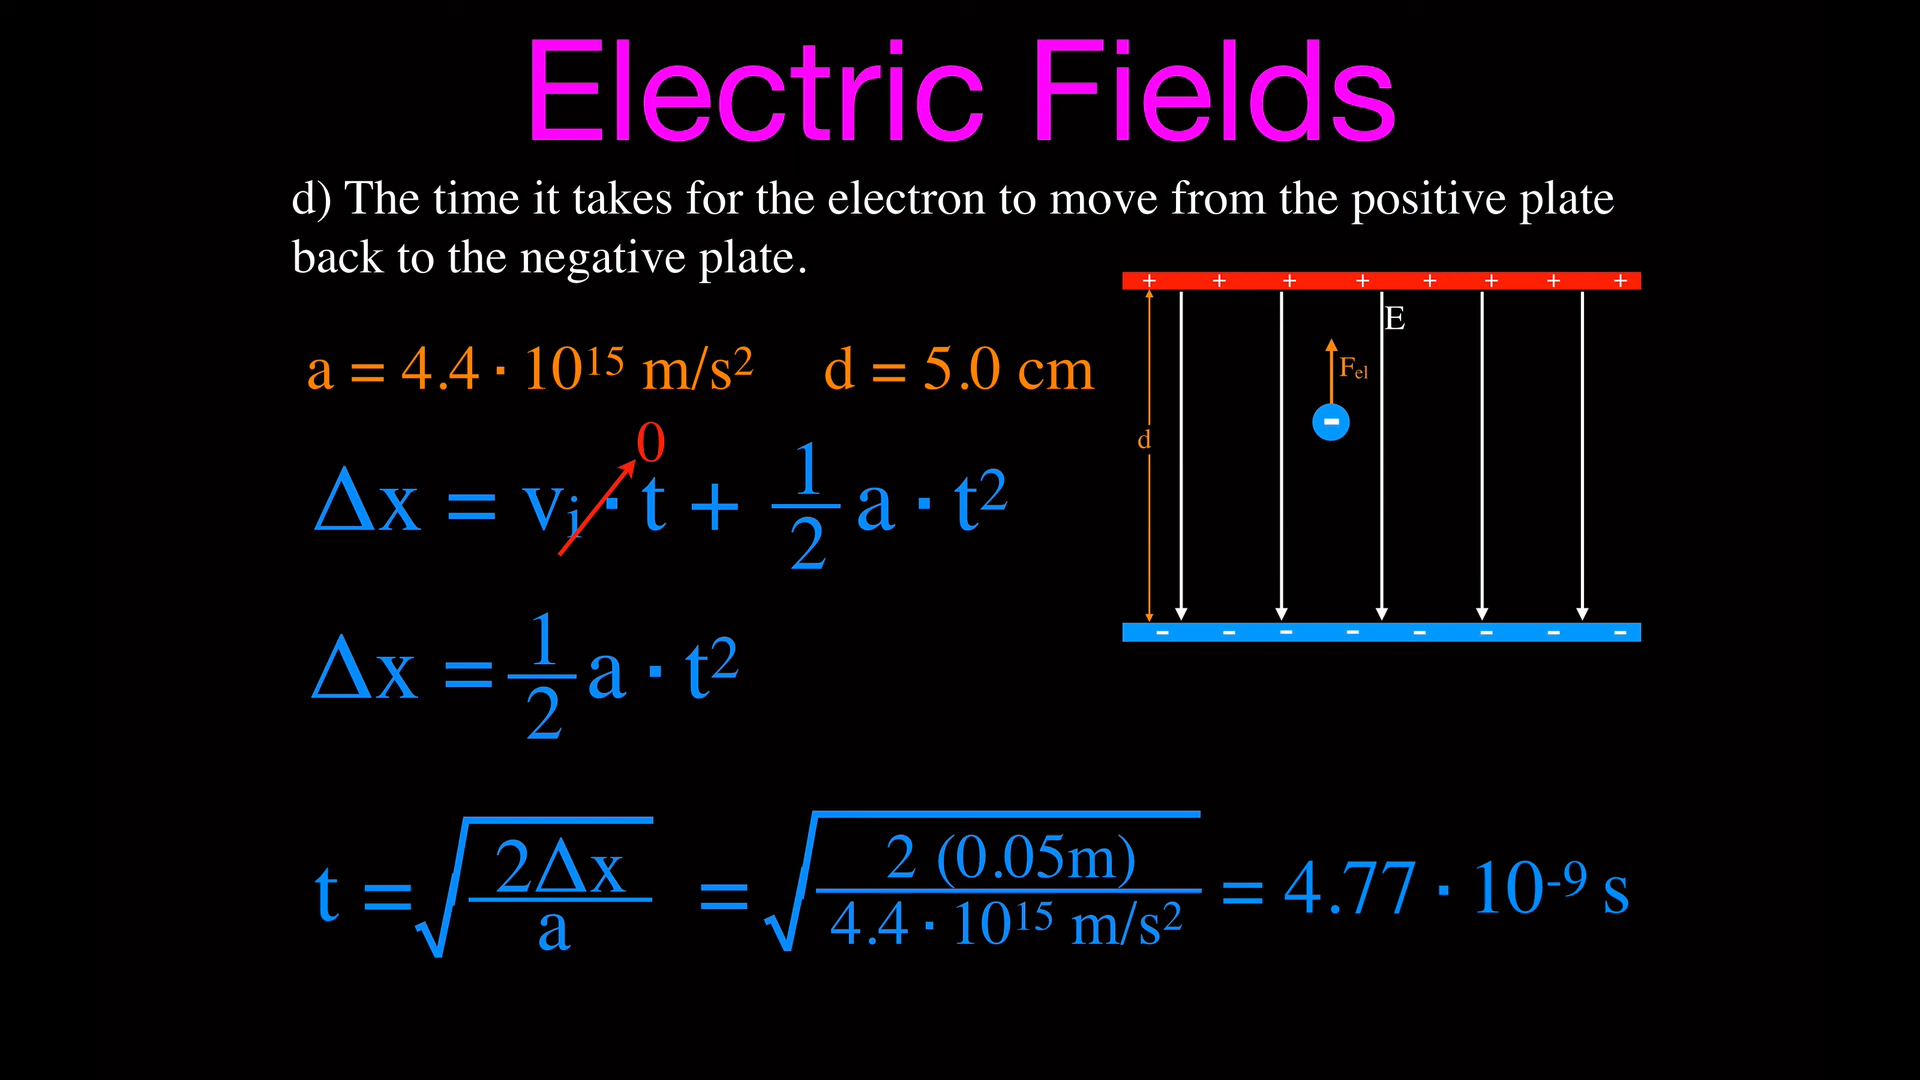 Electric Fields
d) The time it takes for the electron to move from the positive plate
back to the negative plate.
+ + + + + + + +
E
Fel
-
d
- - - - - - - -
a = 4.4 · 10¹⁵ m/s² d = 5.0 cm
0
Δx = vᵢ · t + 1/2 a · t²
Δx = 1/2 a · t²
t = √(2Δx/a) = √(2 (0.05m)/4.4 · 10¹⁵ m/s²) = 4.77 · 10⁻⁹ s